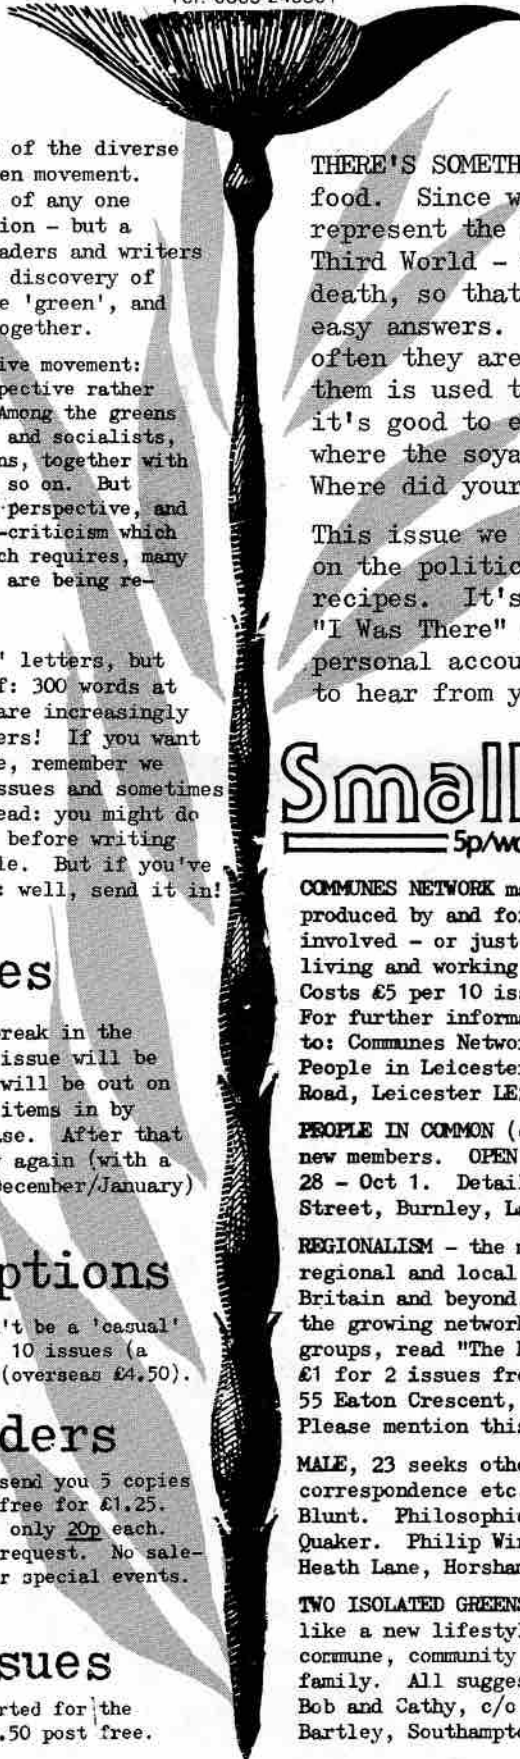 of the diverse
en movement.
of any one
ion - but a
aders and writers
discovery of
e 'green', and
ogether.
ive movement:
pective rather
Among the greens
and socialists,
ns, together with
so on. But
perspective, and
-criticism which
ch requires, many
are being re-
' letters, but
f: 300 words at
are increasingly
ers! If you want
e, remember we
ssues and sometimes
ead: you might do
before writing
le. But if you've
: well, send it in!
es
reak in the
issue will be
will be out on
items in by
se. After that
again (with a
December/January)
ptions
't be a 'casual'
10 issues (a
(overseas £4.50).
ders
send you 5 copies
free for £1.25.
only 20p each.
request. No sale-
r special events.
sues
rted for the
.50 post free.
THERE'S SOMETH
food. Since w
represent the
Third World -
death, so that
easy answers.
often they are
them is used t
it's good to e
where the soya
Where did your
This issue we
on the politic
recipes. It's
"I Was There"
personal accou
to hear from y
Small
5p/wo
COMMUNES NETWORK ma
produced by and for
involved - or just
living and working
Costs £5 per 10 iss
For further informa
to: Communes Networ
People in Leicester
Road, Leicester LE
PEOPLE IN COMMON (
new members. OPEN
28 - Oct 1. Detail
Street, Burnley, La
REGIONALISM - the n
regional and local
Britain and beyond
the growing network
groups, read "The
£1 for 2 issues fro
55 Eaton Crescent,
Please mention this
MALE, 23 seeks othe
correspondence etc.
Blunt. Philosophic
Quaker. Philip Win
Heath Lane, Horsham
TWO ISOLATED GREENS
like a new lifestyl
commune, community
family. All sugges
Bob and Cathy, c/o
Bartley, Southampto